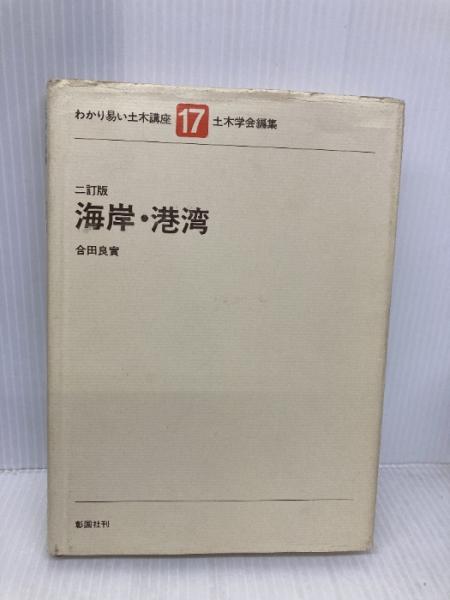 わかり易い土木講座 17 土木学会編集
二訂版
海岸・港湾
合田良實
彰国社刊